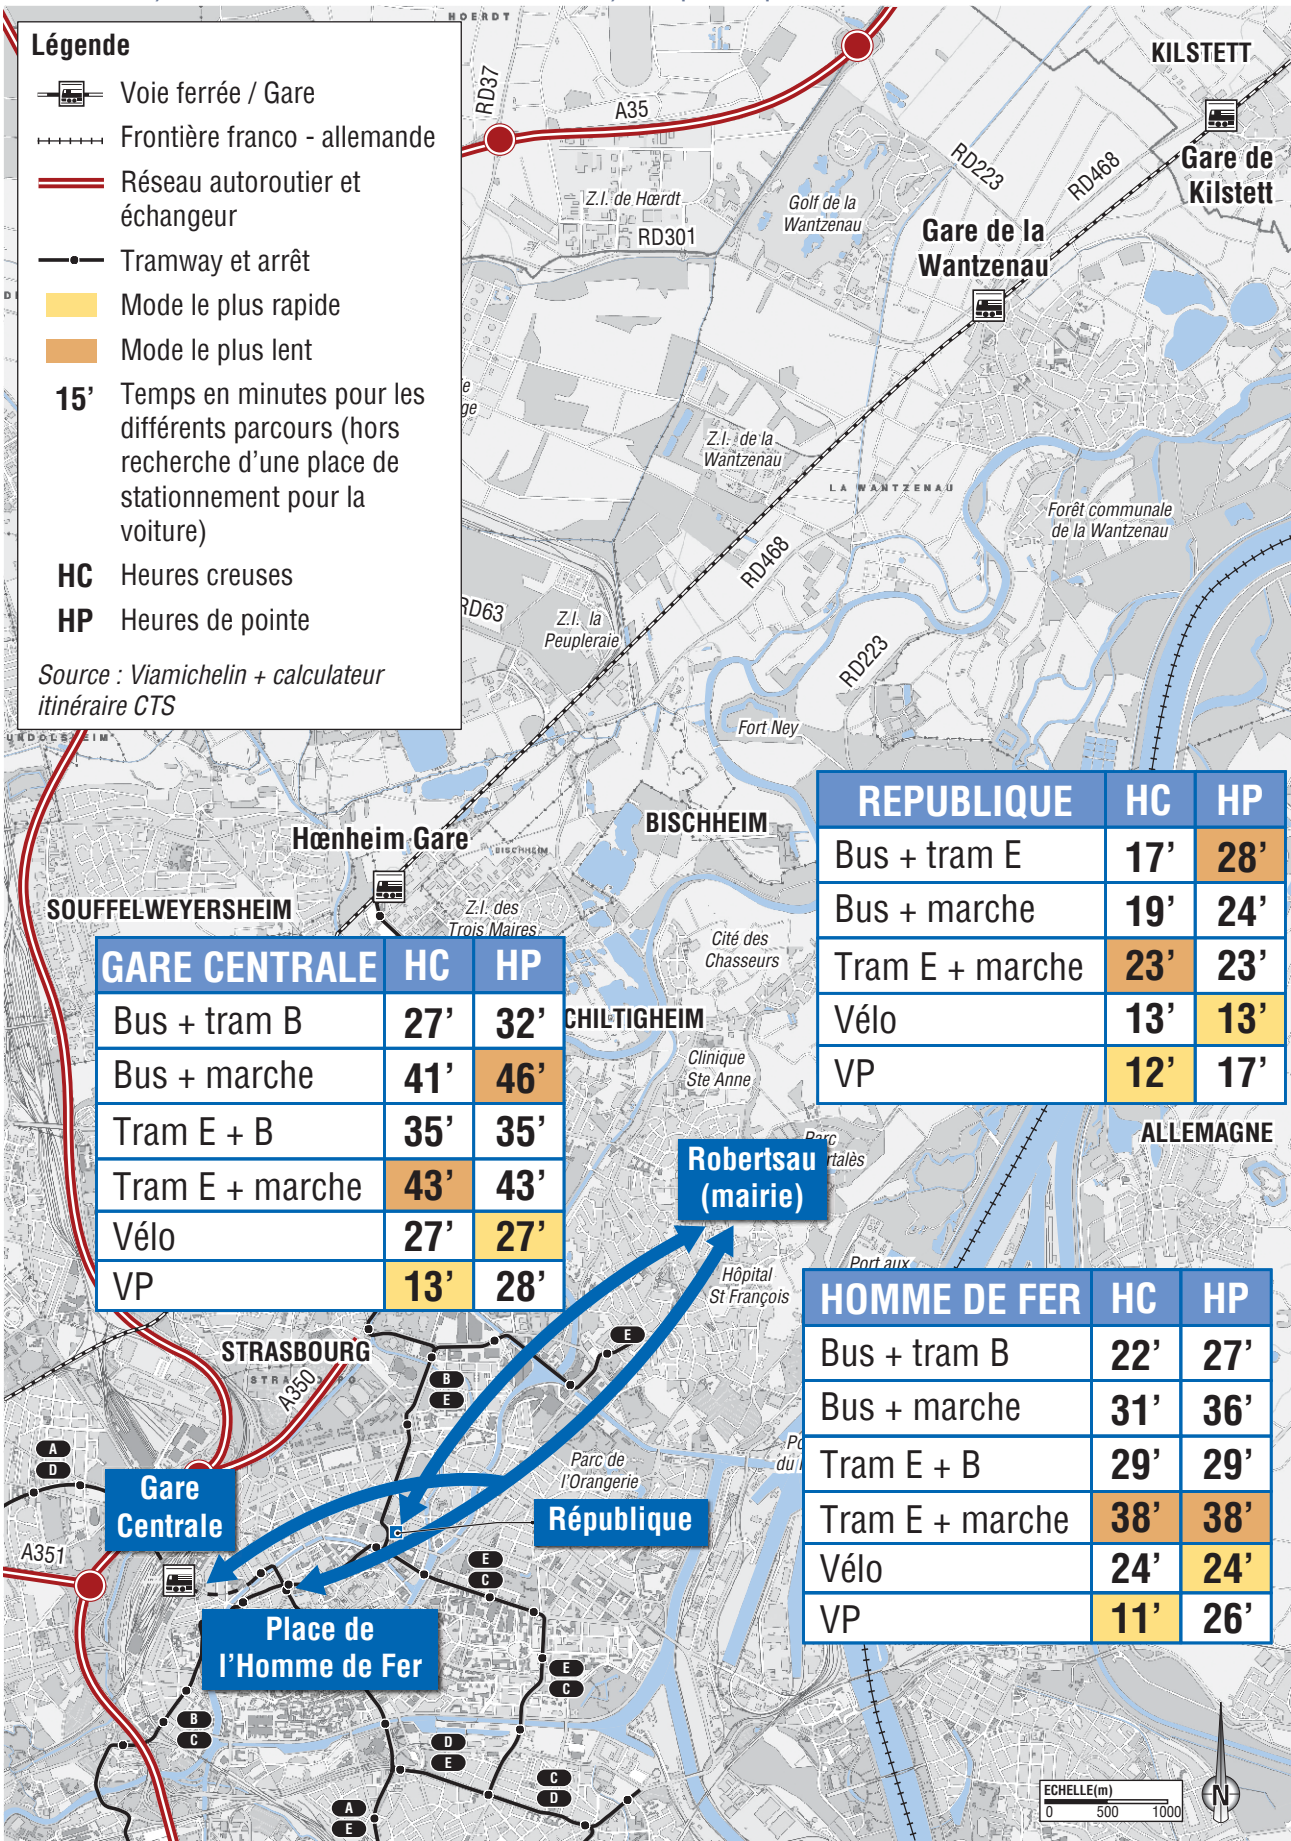 Légende
Voie ferrée / Gare
Frontière franco - allemande
Réseau autoroutier et
échangeur
Tramway et arrêt
Mode le plus rapide
Mode le plus lent
15’ Temps en minutes pour les
différents parcours (hors
recherche d’une place de
stationnement pour la
voiture)
HC Heures creuses
HP Heures de pointe
Source : Viamichelin + calculateur
itinéraire CTS
HOERDT
RD37
A35
KILSTETT
Gare de
Kilstett
RD223
RD468
Z.I. de Hœrdt
RD301
Golf de la
Wantzenau
Gare de la
Wantzenau
Z.I. de la
Wantzenau
LA WANTZENAU
Forêt communale
de la Wantzenau
RD468
RD63
Z.I. la
Peupleraie
RD223
Fort Ney
Hœnheim Gare
BISCHHEIM
BISCHHEIM
SOUFFELWEYERSHEIM
Z.I. des
Trois Maires
Cité des
Chasseurs
CHILTIGHEIM
Clinique
Ste Anne
REPUBLIQUE HC HP
Bus + tram E 17’ 28’
Bus + marche 19’ 24’
Tram E + marche 23’ 23’
Vélo 13’ 13’
VP 12’ 17’
GARE CENTRALE HC HP
Bus + tram B 27’ 32’
Bus + marche 41’ 46’
Tram E + B 35’ 35’
Tram E + marche 43’ 43’
Vélo 27’ 27’
VP 13’ 28’
ALLEMAGNE
Parc
rtalès
Robertsau
(mairie)
Hôpital
St François
Port aux
HOMME DE FER HC HP
Bus + tram B 22’ 27’
Bus + marche 31’ 36’
Tram E + B 29’ 29’
Tram E + marche 38’ 38’
Vélo 24’ 24’
VP 11’ 26’
STRASBOURG
A350
E
B
E
A
D
Parc de
l’Orangerie
Gare
Centrale
République
A351
E
C
Place de
l’Homme de Fer
E
C
B
C
D
E
C
D
A
E
ECHELLE(m)
0 500 1000
N